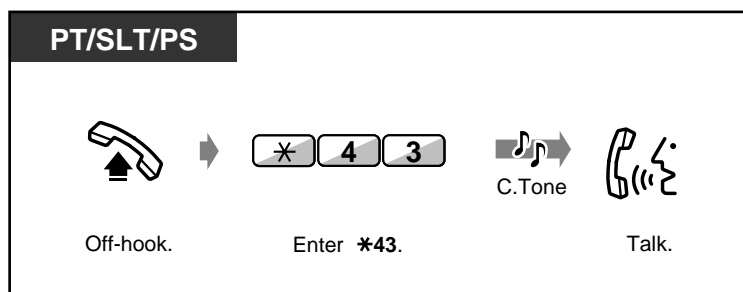 PT/SLT/PS
* 4 3
C.Tone
Off-hook. Enter *43. Talk.